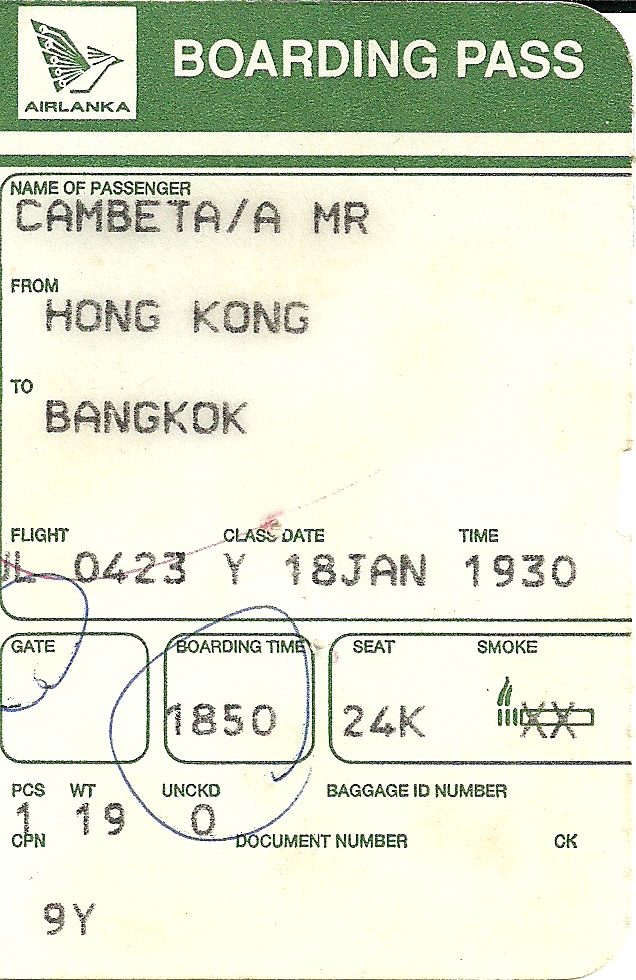 BOARDING PASS
AIRLANKA
NAME OF PASSENGER
CAMBETA/A MR
FROM
HONG KONG
TO
BANGKOK
FLIGHT CLASS DATE TIME
UL 0423 Y 18JAN 1930
GATE BOARDING TIME SEAT SMOKE
1850 24K XX
PCS WT UNCKD BAGGAGE ID NUMBER
1 19 0
CPN DOCUMENT NUMBER CK
9Y